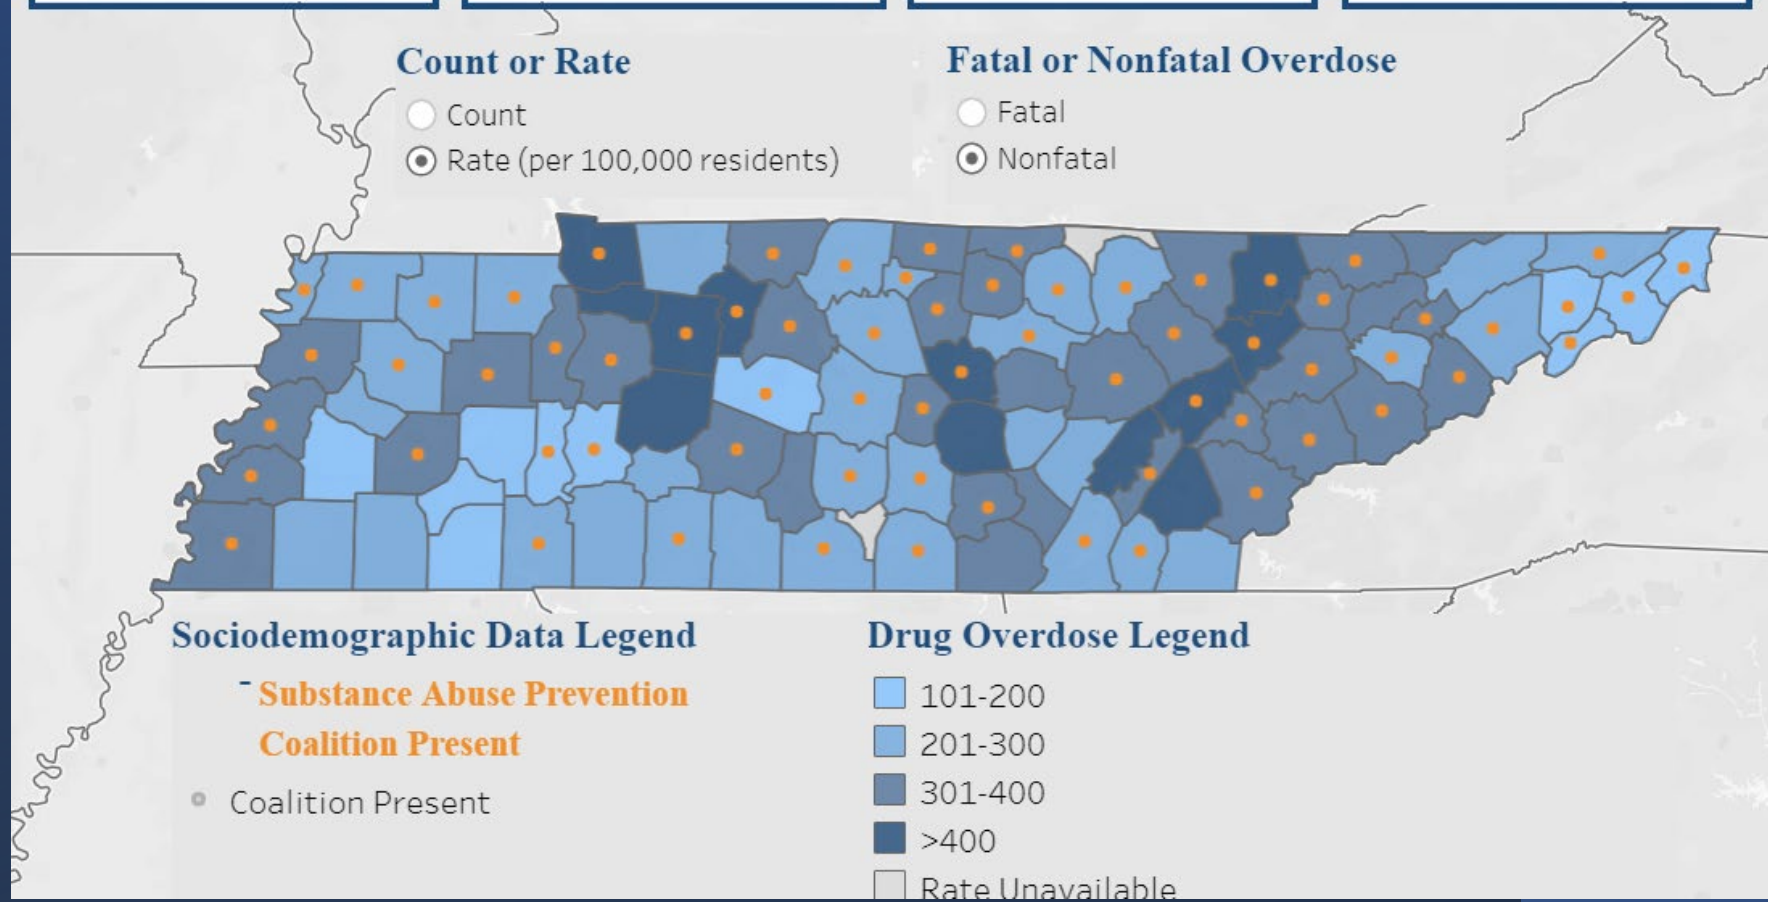 Count or Rate
Count
Rate (per 100,000 residents)
Fatal or Nonfatal Overdose
Fatal
Nonfatal
Sociodemographic Data Legend
- Substance Abuse Prevention
Coalition Present
Coalition Present
Drug Overdose Legend
101-200
201-300
301-400
>400
Rate Unavailable